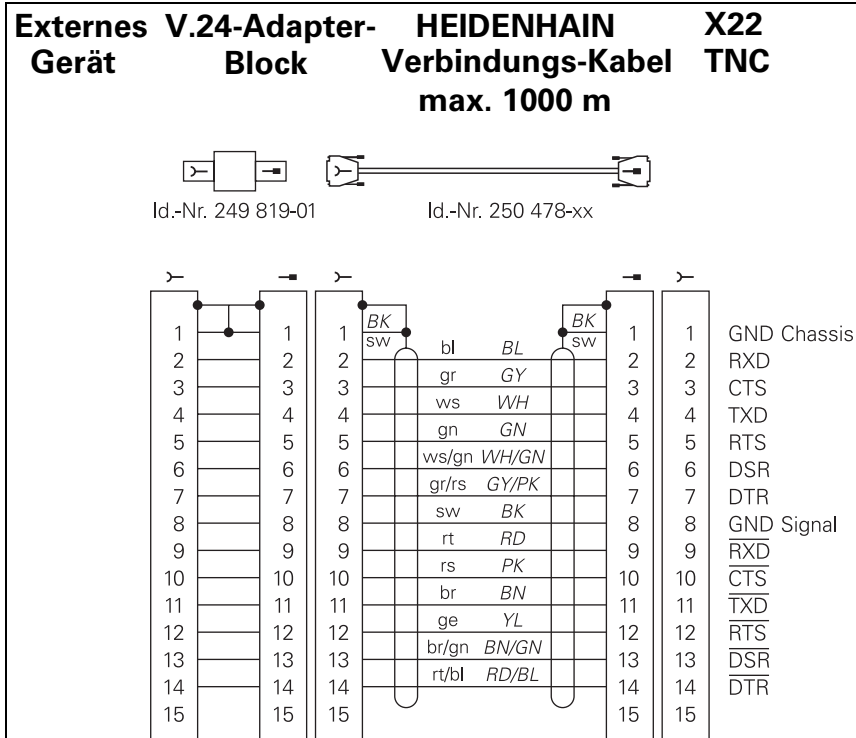 Externes V.24-Adapter- HEIDENHAIN X22
Gerät Block Verbindungs-Kabel TNC
max. 1000 m
Id.-Nr. 249 819-01 Id.-Nr. 250 478-xx
BK BK
1 1 1 sw sw 1 1 GND Chassis
bl BL
2 2 2 2 2 RXD
gr GY
3 3 3 3 3 CTS
ws WH
4 4 4 4 4 TXD
gn GN
5 5 5 5 5 RTS
ws/gn WH/GN
6 6 6 6 6 DSR
gr/rs GY/PK
7 7 7 7 7 DTR
sw BK
8 8 8 8 8 GND Signal
rt RD
9 9 9 9 9 R̅X̅D̅
rs PK
10 10 10 10 10 C̅T̅S̅
br BN
11 11 11 11 11 T̅X̅D̅
ge YL
12 12 12 12 12 R̅T̅S̅
br/gn BN/GN
13 13 13 13 13 D̅S̅R̅
rt/bl RD/BL
14 14 14 14 14 D̅T̅R̅
15 15 15 15 15